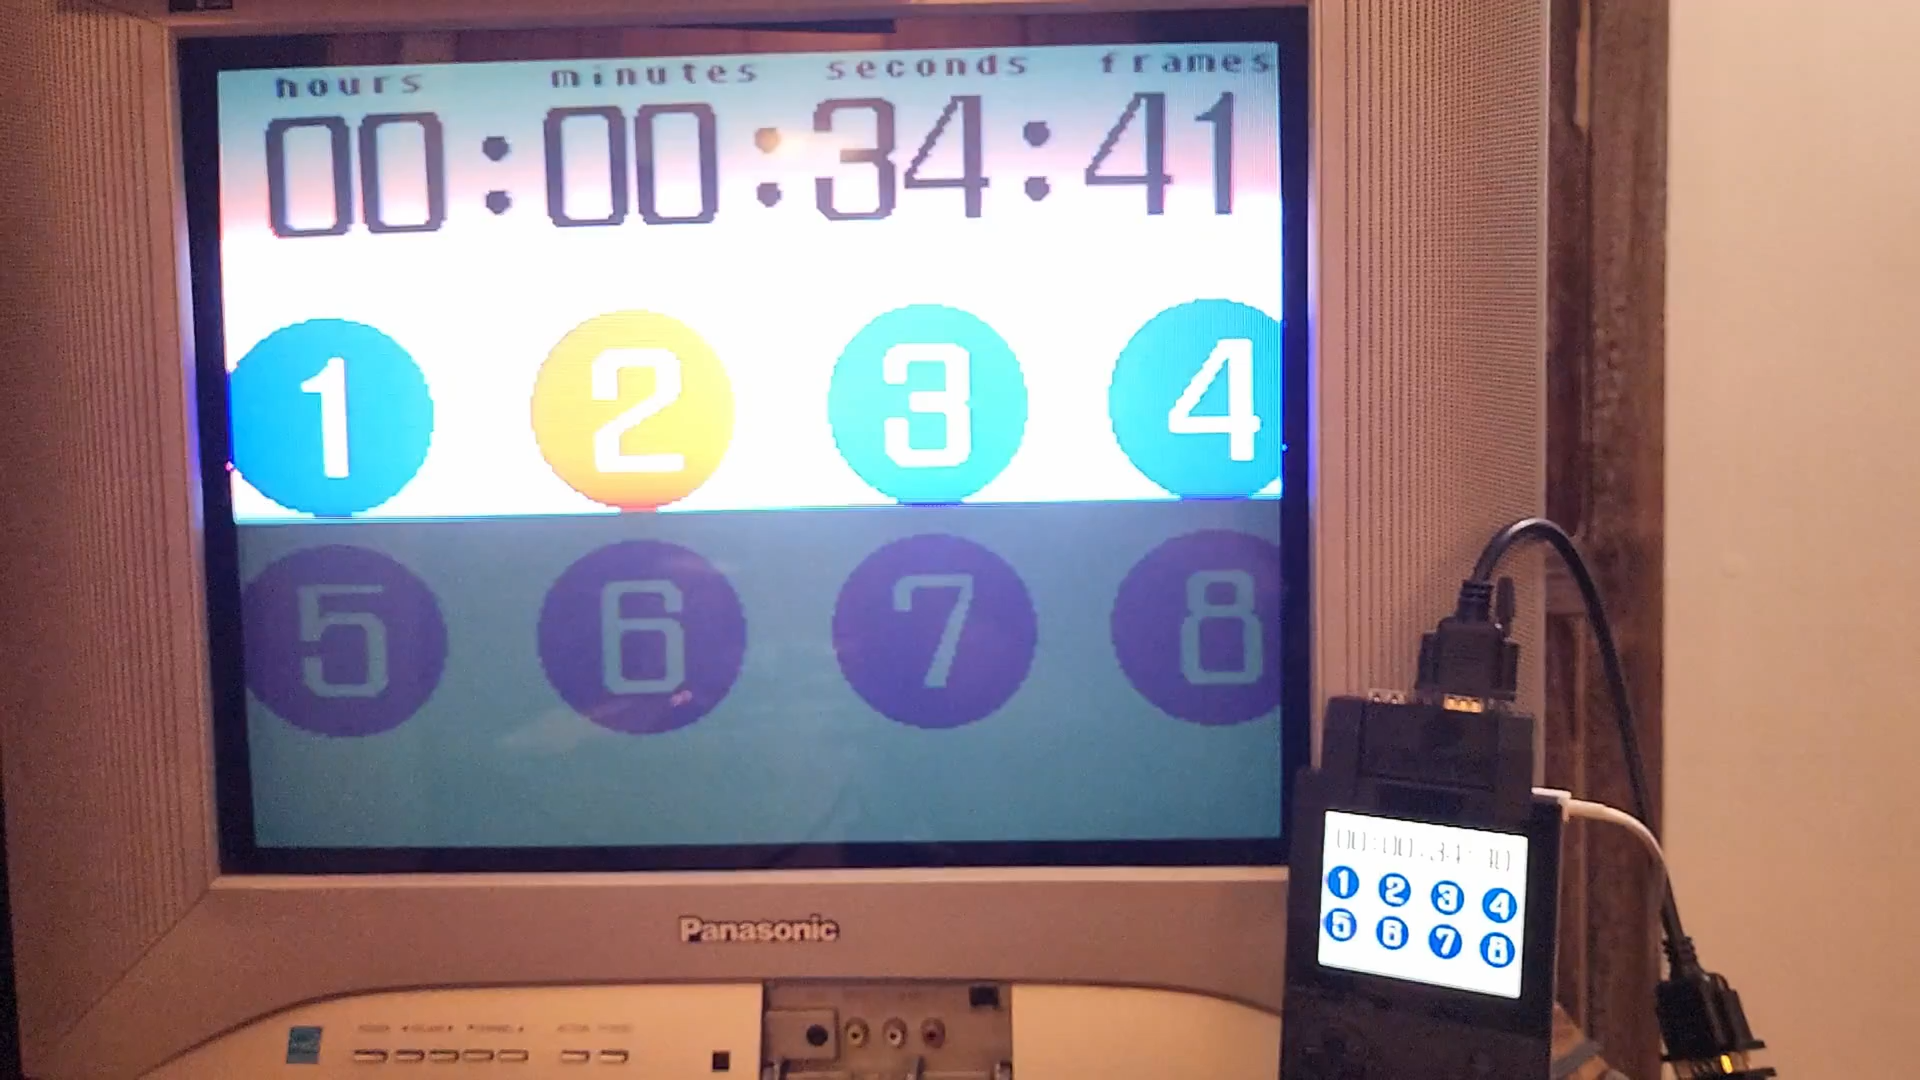 hours minutes seconds frames
00:00:34:41
1 2 3 4
5 6 7 8
Panasonic
1 2 3 4
5 6 7 8